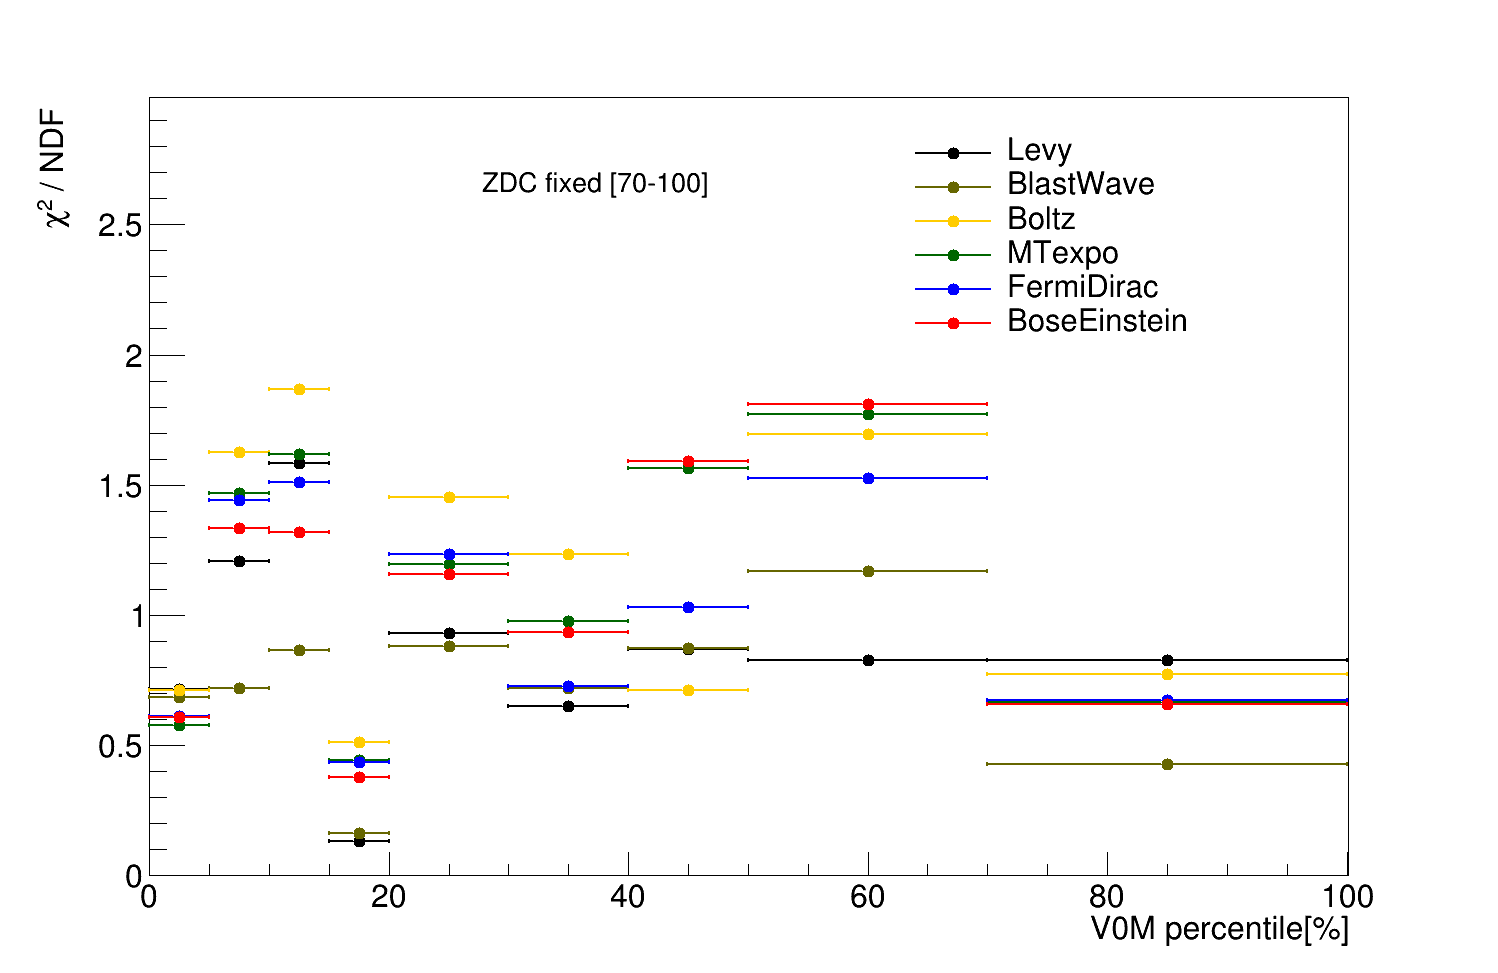 χ² / NDF
ZDC fixed [70-100]
Levy
BlastWave
Boltz
MTexpo
FermiDirac
BoseEinstein
2.5
2
1.5
1
0.5
0
0 20 40 60 80 100
V0M percentile[%]